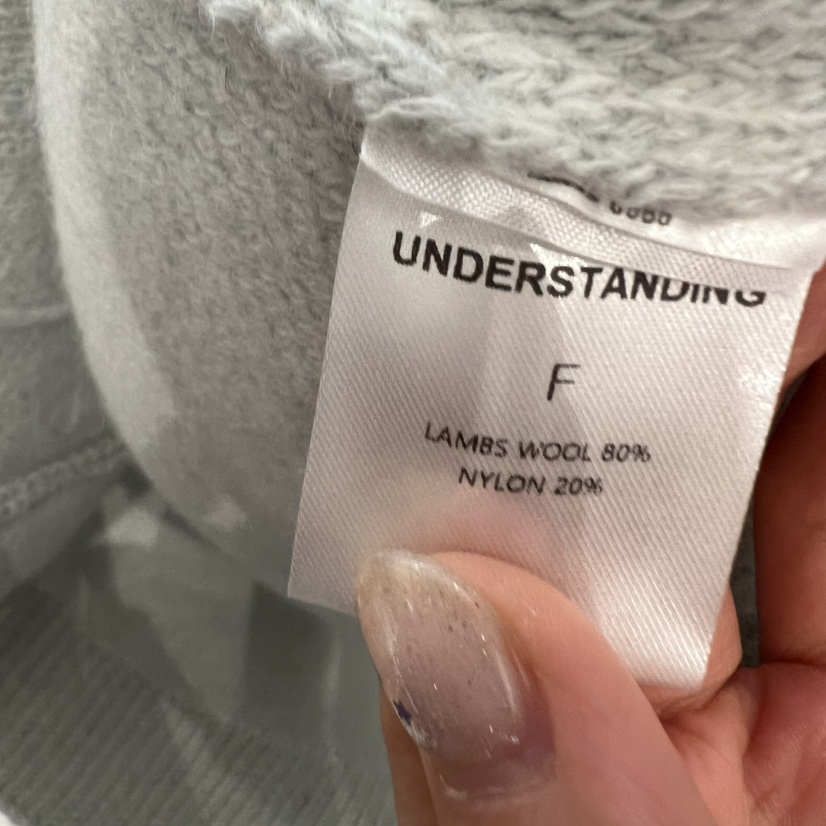 UNDERSTANDING
F
LAMBS WOOL 80%
NYLON 20%